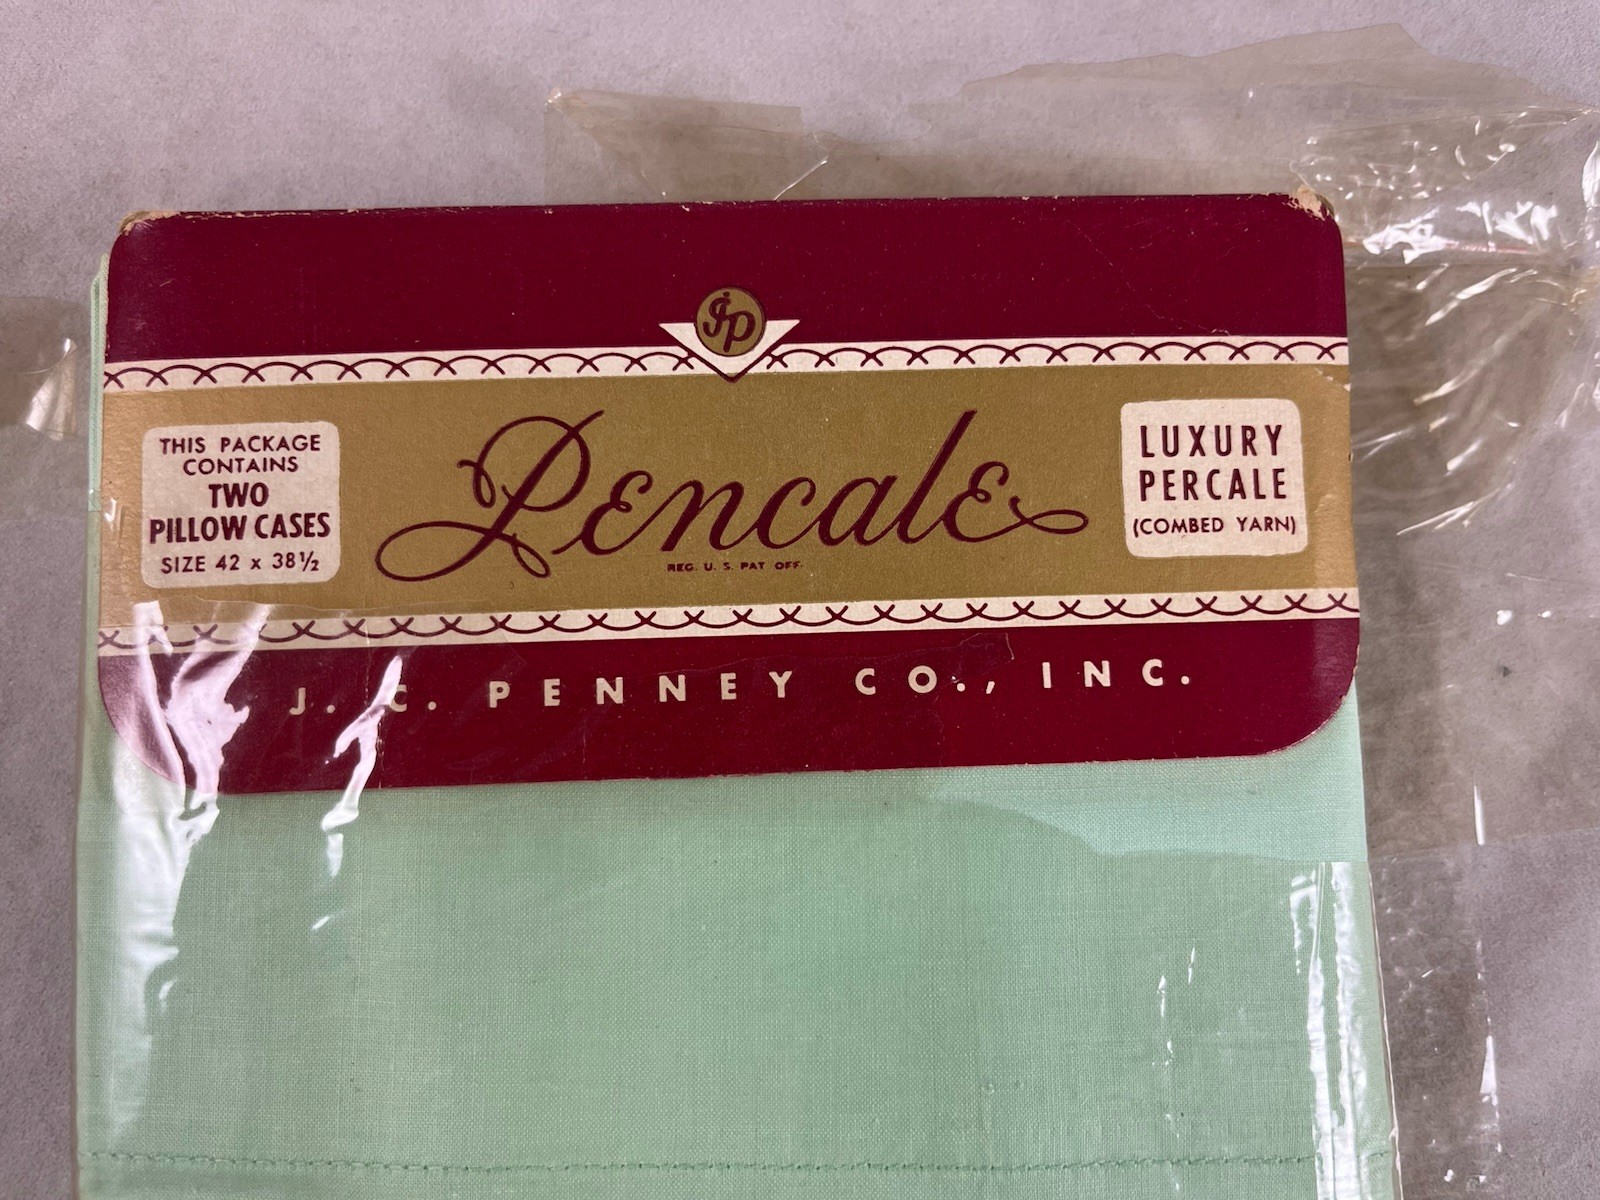 jp
THIS PACKAGE
CONTAINS
TWO
PILLOW CASES
SIZE 42 x 38½
Pencale
REG. U. S. PAT OFF.
LUXURY
PERCALE
(COMBED YARN)
J. C. PENNEY CO., INC.